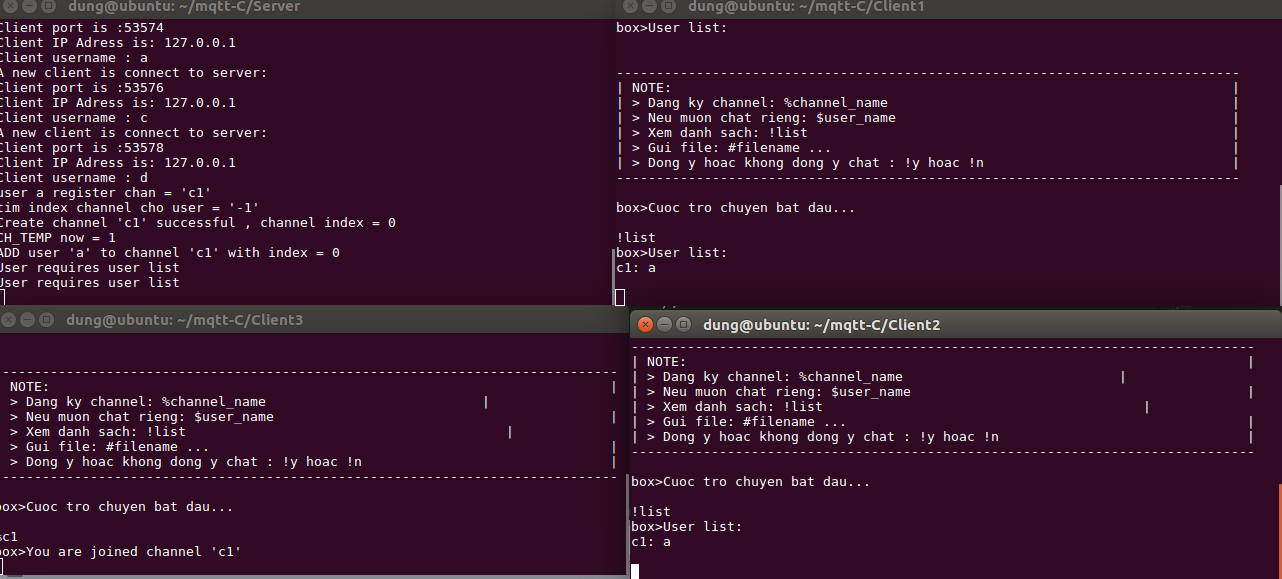 dung@ubuntu: ~/mqtt-C/Server
Client port is :53574
Client IP Adress is: 127.0.0.1
Client username : a
A new client is connect to server:
Client port is :53576
Client IP Adress is: 127.0.0.1
Client username : c
A new client is connect to server:
Client port is :53578
Client IP Adress is: 127.0.0.1
Client username : d
user a register chan = 'c1'
tim index channel cho user = '-1'
Create channel 'c1' successful , channel index = 0
CH_TEMP now = 1
ADD user 'a' to channel 'c1' with index = 0
User requires user list
User requires user list
dung@ubuntu: ~/mqtt-C/Client1
box>User list:
--------------------------------------------------------------------------------
| NOTE: |
| > Dang ky channel: %channel_name |
| > Neu muon chat rieng: $user_name |
| > Xem danh sach: !list |
| > Gui file: #filename ... |
| > Dong y hoac khong dong y chat : !y hoac !n |
--------------------------------------------------------------------------------
box>Cuoc tro chuyen bat dau...
!list
box>User list:
c1: a
dung@ubuntu: ~/mqtt-C/Client3
--------------------------------------------------------------------------------
NOTE: |
> Dang ky channel: %channel_name |
> Neu muon chat rieng: $user_name |
> Xem danh sach: !list |
> Gui file: #filename ... |
> Dong y hoac khong dong y chat : !y hoac !n |
--------------------------------------------------------------------------------
box>Cuoc tro chuyen bat dau...
%c1
box>You are joined channel 'c1'
dung@ubuntu: ~/mqtt-C/Client2
--------------------------------------------------------------------------------
| NOTE: |
| > Dang ky channel: %channel_name |
| > Neu muon chat rieng: $user_name |
| > Xem danh sach: !list |
| > Gui file: #filename ... |
| > Dong y hoac khong dong y chat : !y hoac !n |
--------------------------------------------------------------------------------
box>Cuoc tro chuyen bat dau...
!list
box>User list:
c1: a